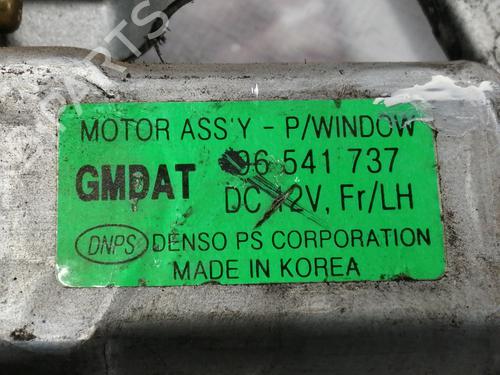 MOTOR ASS'Y - P/WINDOW
GMDAT 96 541 737
DC 12V, Fr/LH
DNPS DENSO PS CORPORATION
MADE IN KOREA